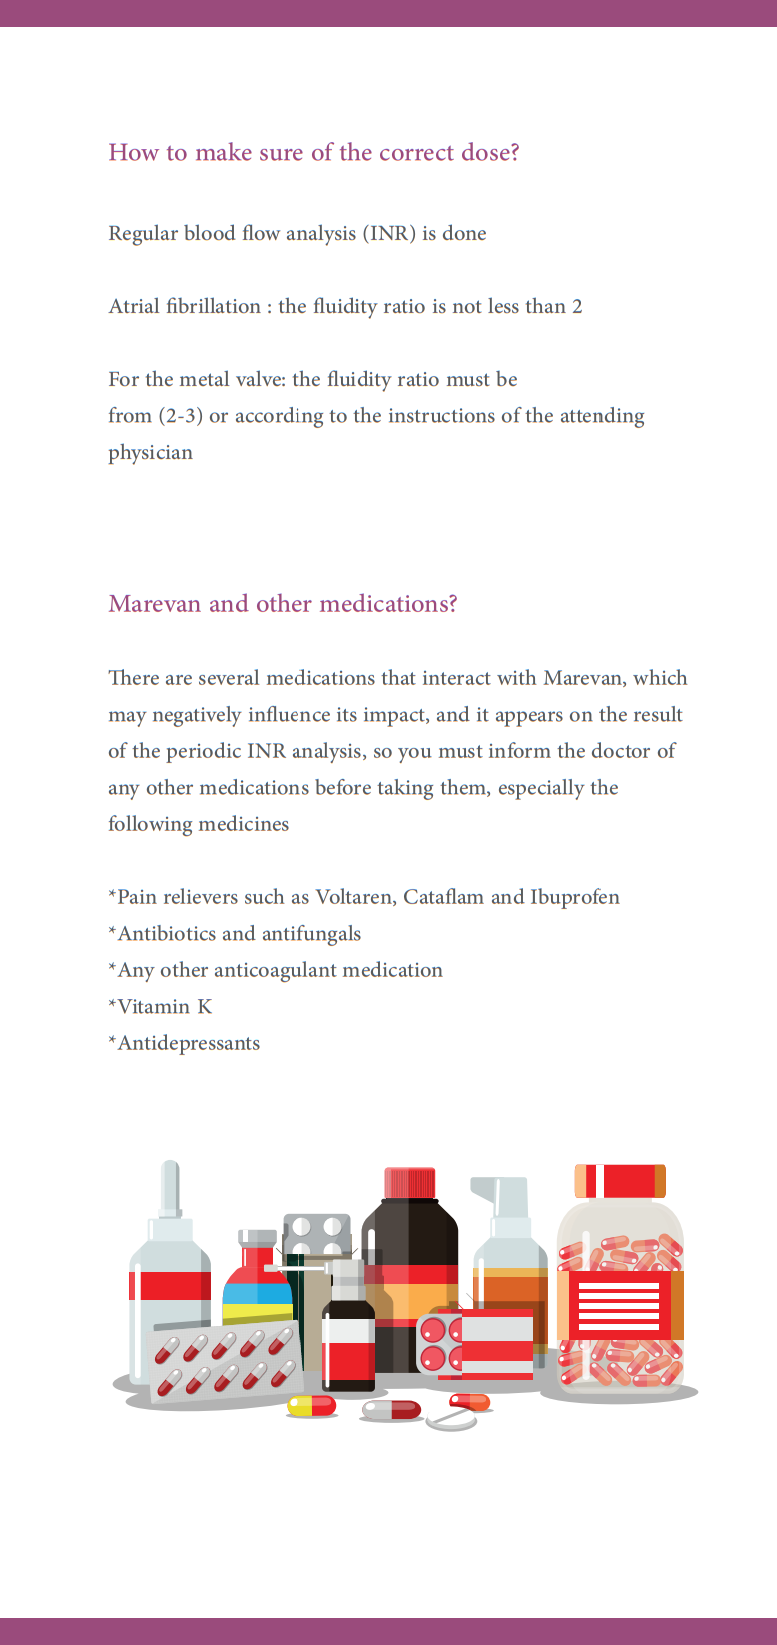 How to make sure of the correct dose?
Regular blood flow analysis (INR) is done
Atrial fibrillation : the fluidity ratio is not less than 2
For the metal valve: the fluidity ratio must be
from (2-3) or according to the instructions of the attending
physician
Marevan and other medications?
There are several medications that interact with Marevan, which
may negatively influence its impact, and it appears on the result
of the periodic INR analysis, so you must inform the doctor of
any other medications before taking them, especially the
following medicines
*Pain relievers such as Voltaren, Cataflam and Ibuprofen
*Antibiotics and antifungals
*Any other anticoagulant medication
*Vitamin K
*Antidepressants